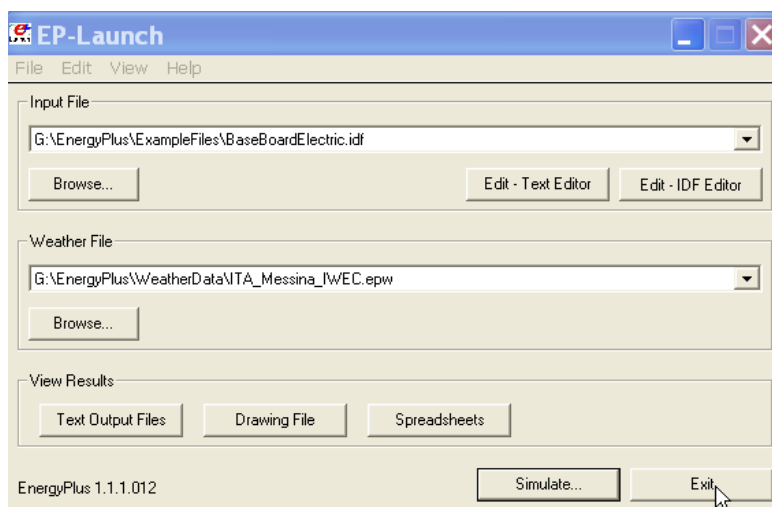 EP-Launch
File Edit View Help
Input File
G:\EnergyPlus\ExampleFiles\BaseBoardElectric.idf
Browse... Edit - Text Editor Edit - IDF Editor
Weather File
G:\EnergyPlus\WeatherData\ITA_Messina_IWEC.epw
Browse...
View Results
Text Output Files Drawing File Spreadsheets
EnergyPlus 1.1.1.012 Simulate... Exit